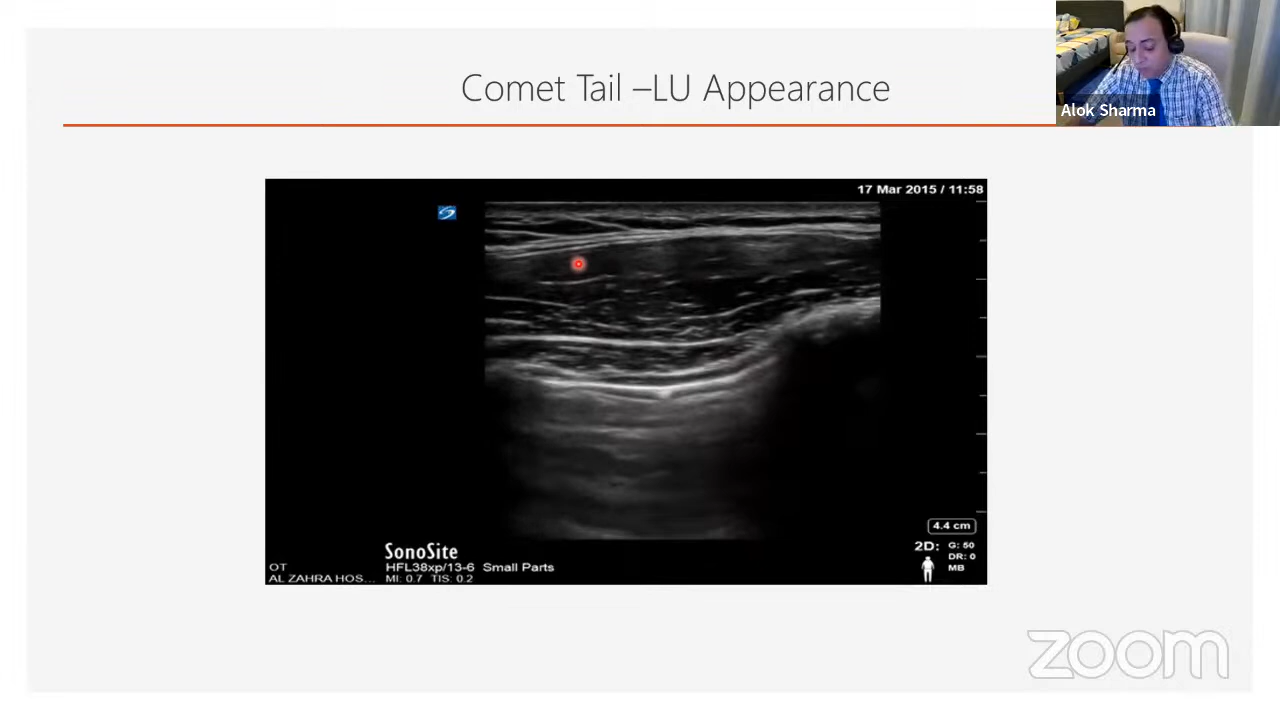 Comet Tail –LU Appearance
Alok Sharma
17 Mar 2015 / 11:58
4.4 cm
2D: G: 50
DR: 0
MB
SonoSite
OT HFL38xp/13-6 Small Parts
AL ZAHRA HOS... MI: 0.7 TIS: 0.2
zoom